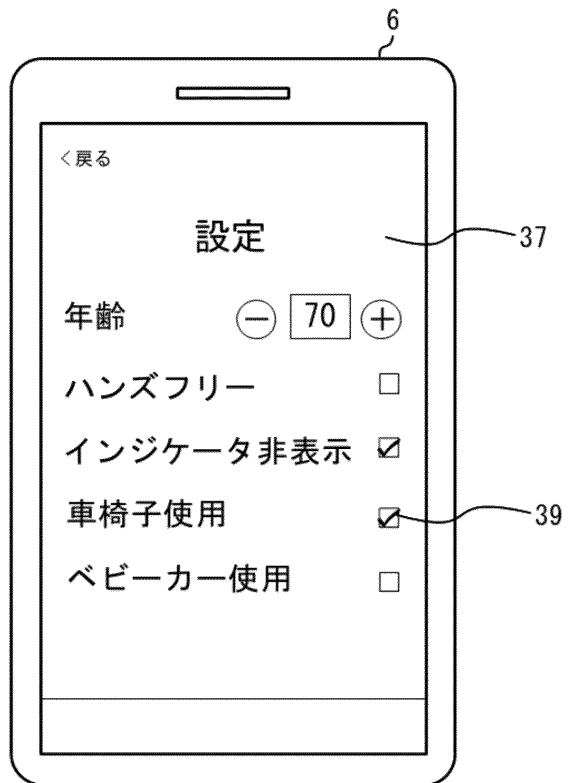 6
<戻る
設定
37
年齢 − 70 +
ハンズフリー
インジケータ非表示
車椅子使用
39
ベビーカー使用